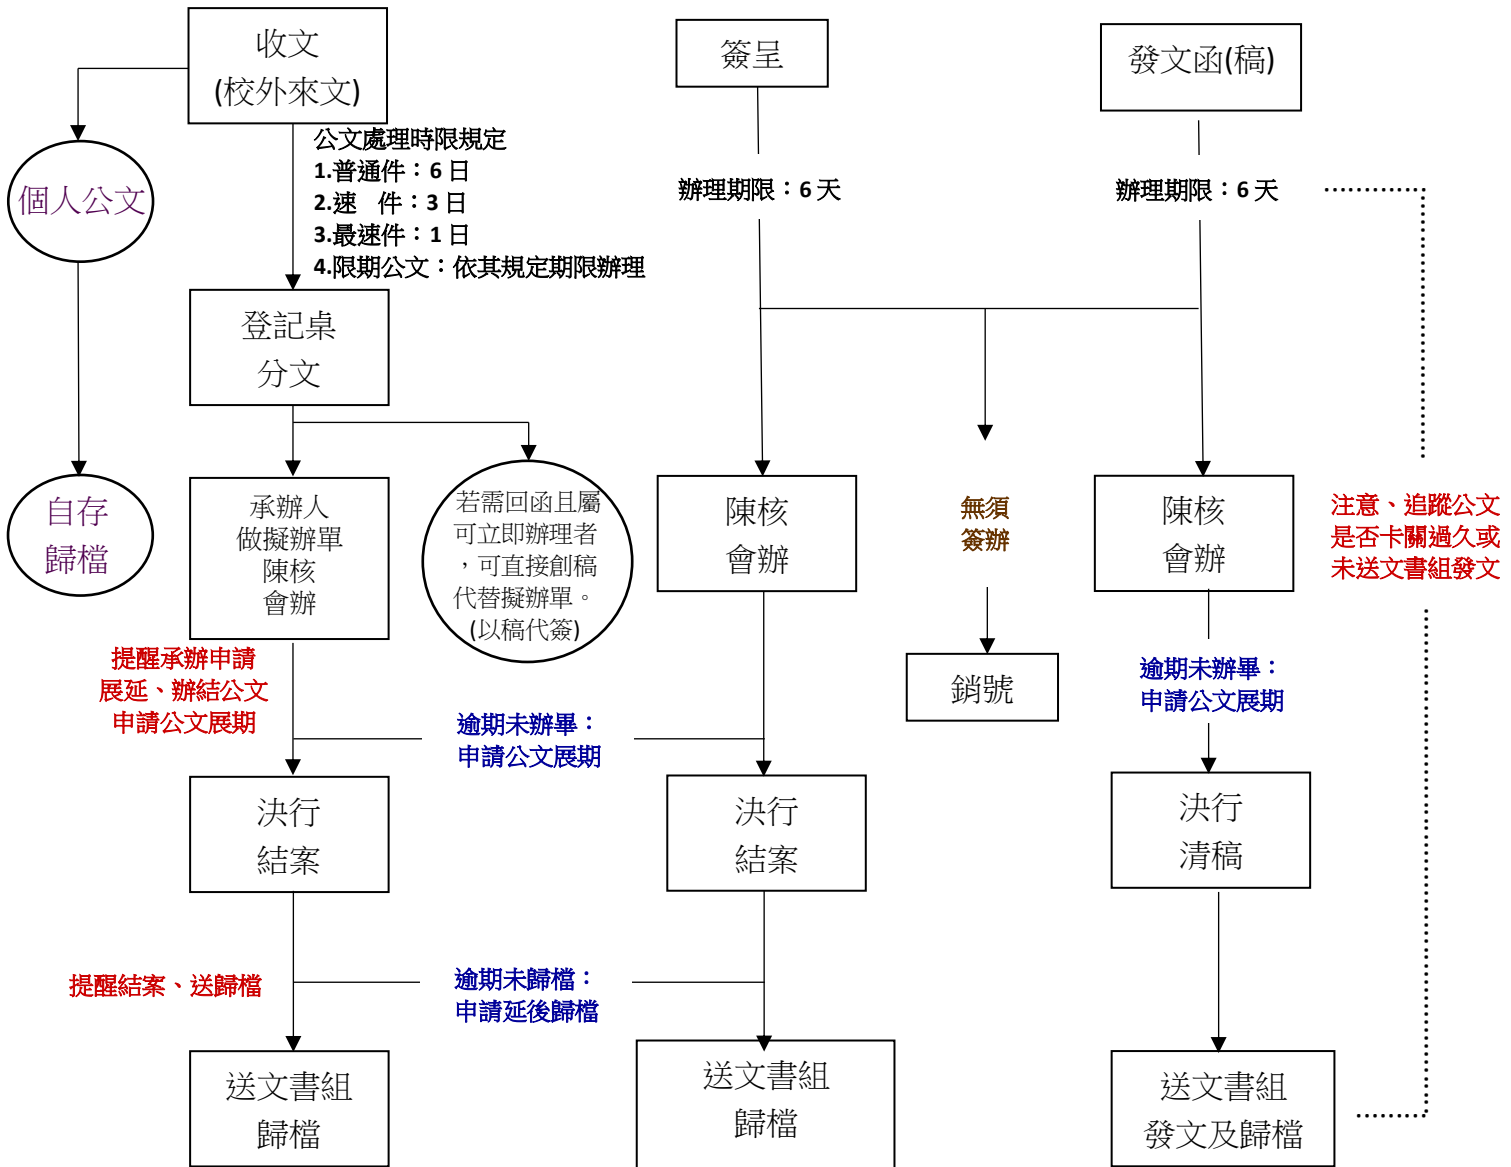 收文
(校外來文)
簽呈
發文函(稿)
公文處理時限規定
1.普通件：6 日
2.速　件：3 日
3.最速件：1 日
4.限期公文：依其規定期限辦理
個人公文
辦理期限：6 天
辦理期限：6 天
登記桌
分文
自存
歸檔
承辦人
做擬辦單
陳核
會辦
若需回函且屬
可立即辦理者
，可直接創稿
代替擬辦單。
(以稿代簽)
陳核
會辦
無須
簽辦
陳核
會辦
注意、追蹤公文
是否卡關過久或
未送文書組發文
提醒承辦申請
展延、辦結公文
申請公文展期
逾期未辦畢：
申請公文展期
銷號
逾期未辦畢：
申請公文展期
決行
結案
決行
結案
決行
清稿
提醒結案、送歸檔
逾期未歸檔：
申請延後歸檔
送文書組
歸檔
送文書組
歸檔
送文書組
發文及歸檔